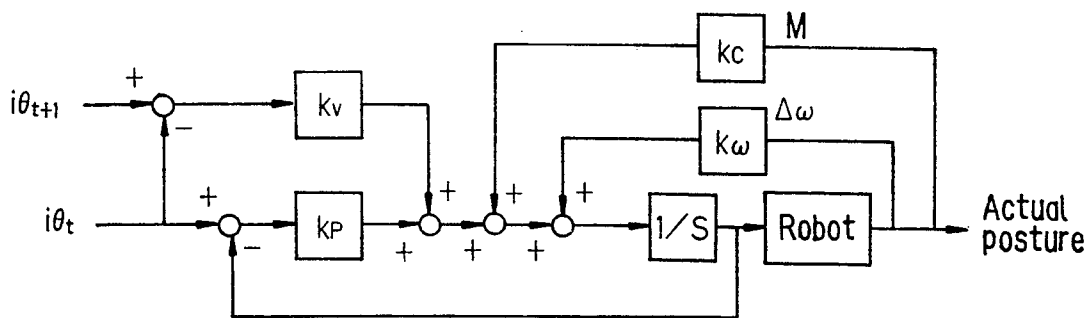 kc M
iθt+1 + − kv
kω Δω
iθt + − kP + + + + + + 1/S Robot
Actual
posture